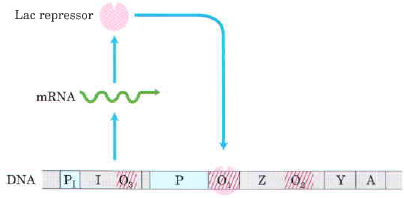 Lac repressor
mRNA
DNA P_I I O_3 P O_1 Z O_2 Y A